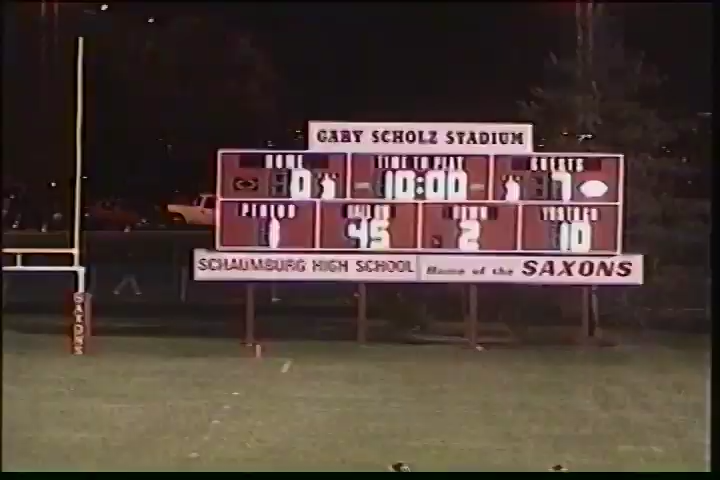 GARY SCHOLZ STADIUM
HOME TIME TO PLAY GUESTS
0 10:00 7
PERIOD BALL ON DOWN YDS TO GO
1 45 2 10
SCHAUMBURG HIGH SCHOOL Home of the SAXONS
SAXONS